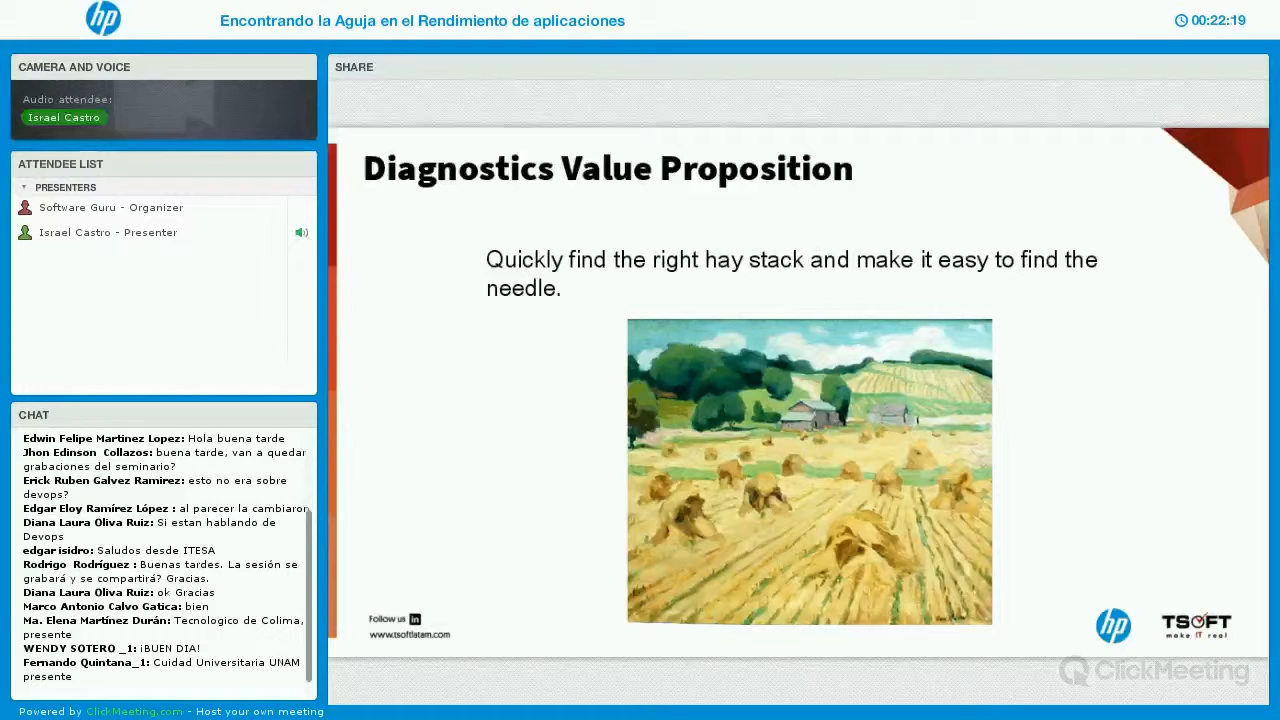 hp
Encontrando la Aguja en el Rendimiento de aplicaciones
00:22:19
CAMERA AND VOICE
Audio attendee:
Israel Castro
ATTENDEE LIST
PRESENTERS
Software Guru - Organizer
Israel Castro - Presenter
CHAT
Edwin Felipe Martinez Lopez: Hola buena tarde
Jhon Edinson Collazos: buena tarde, van a quedar
grabaciones del seminario?
Erick Ruben Galvez Ramirez: esto no era sobre
devops?
Edgar Eloy Ramírez López : al parecer la cambiaron
Diana Laura Oliva Ruiz: Si estan hablando de
Devops
edgar isidro: Saludos desde ITESA
Rodrigo Rodríguez : Buenas tardes. La sesión se
grabará y se compartirá? Gracias.
Diana Laura Oliva Ruiz: ok Gracias
Marco Antonio Calvo Gatica: bien
Ma. Elena Martínez Durán: Tecnologico de Colima,
presente
WENDY SOTERO _1: ¡BUEN DIA!
Fernando Quintana_1: Cuidad Universitaria UNAM
presente
Powered by ClickMeeting.com - Host your own meeting
SHARE
Diagnostics Value Proposition
Quickly find the right hay stack and make it easy to find the
needle.
Follow us in
www.tsoftlatam.com
hp
TSOFT
make IT real
ClickMeeting